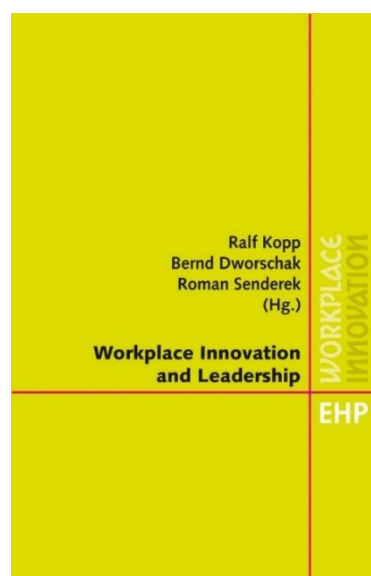 Ralf Kopp
Bernd Dworschak
Roman Senderek
(Hg.)
Workplace Innovation
and Leadership
WORKPLACE
INNOVATION
EHP